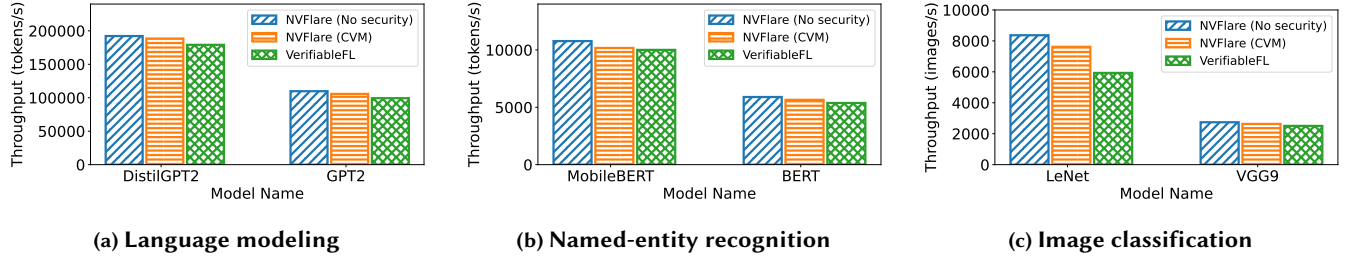 Throughput (tokens/s)
200000
150000
100000
50000
0
NVFlare (No security)
NVFlare (CVM)
VerifiableFL
DistilGPT2
GPT2
Model Name
(a) Language modeling
Throughput (tokens/s)
10000
5000
0
NVFlare (No security)
NVFlare (CVM)
VerifiableFL
MobileBERT
BERT
Model Name
(b) Named-entity recognition
Throughput (images/s)
10000
8000
6000
4000
2000
0
NVFlare (No security)
NVFlare (CVM)
VerifiableFL
LeNet
VGG9
Model Name
(c) Image classification